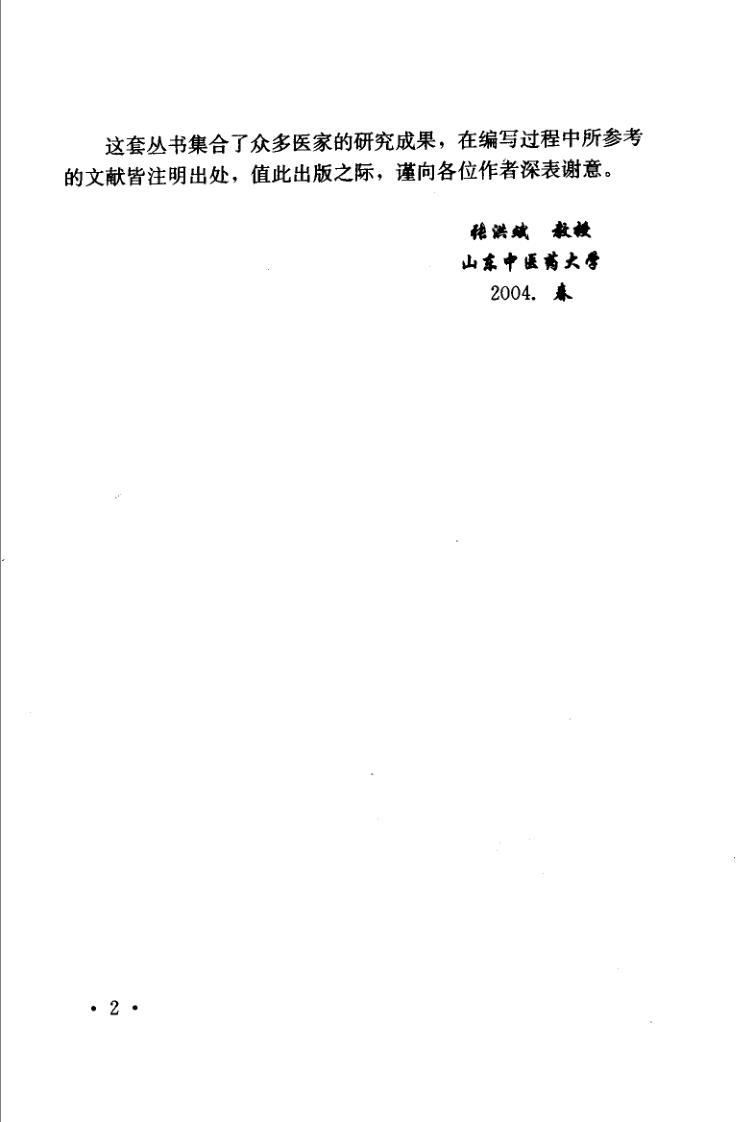 这套丛书集合了众多医家的研究成果，在编写过程中所参考
的文献皆注明出处，值此出版之际，谨向各位作者深表谢意。
张洪斌 教授
山东中医药大学
2004. 春
· 2 ·